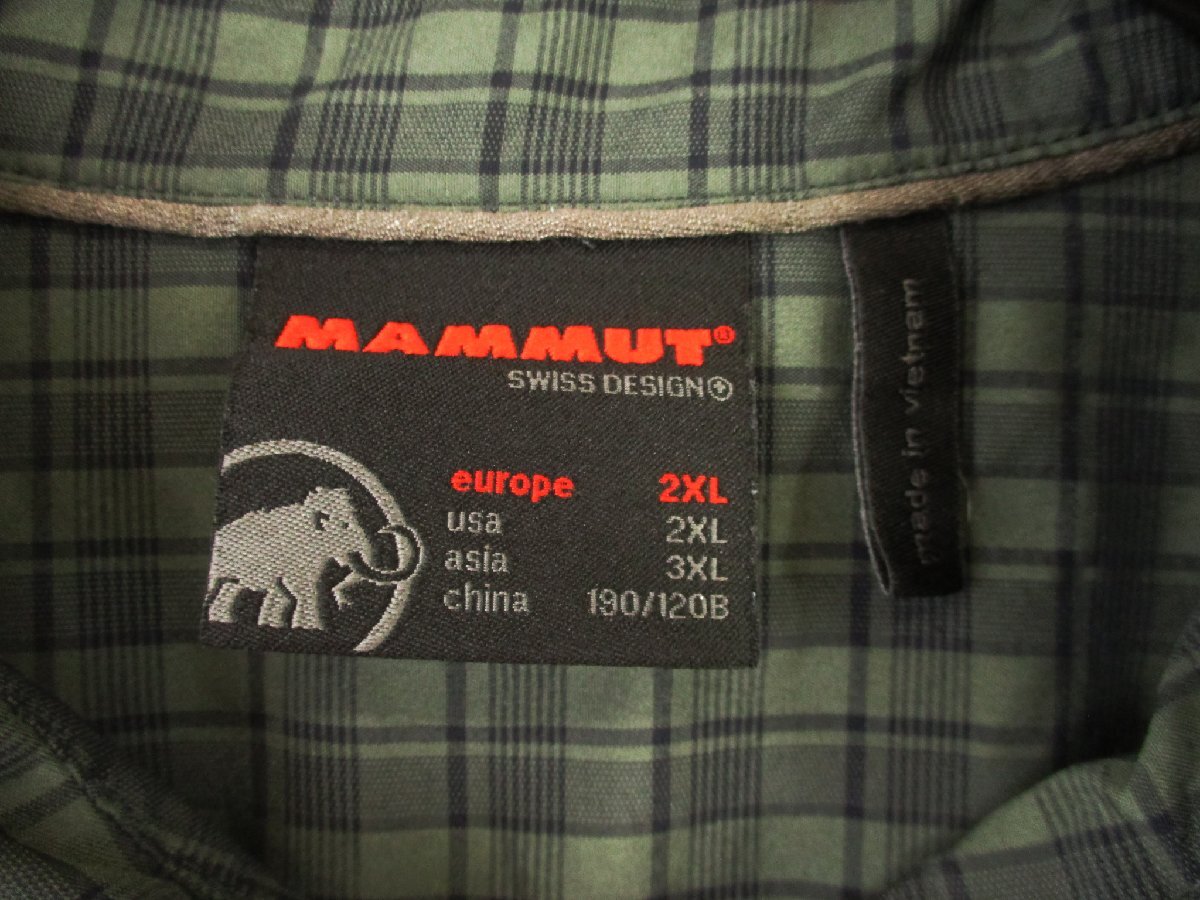 MAMMUT®
SWISS DESIGN
europe 2XL
usa 2XL
asia 3XL
china 190/120B
made in vietnam